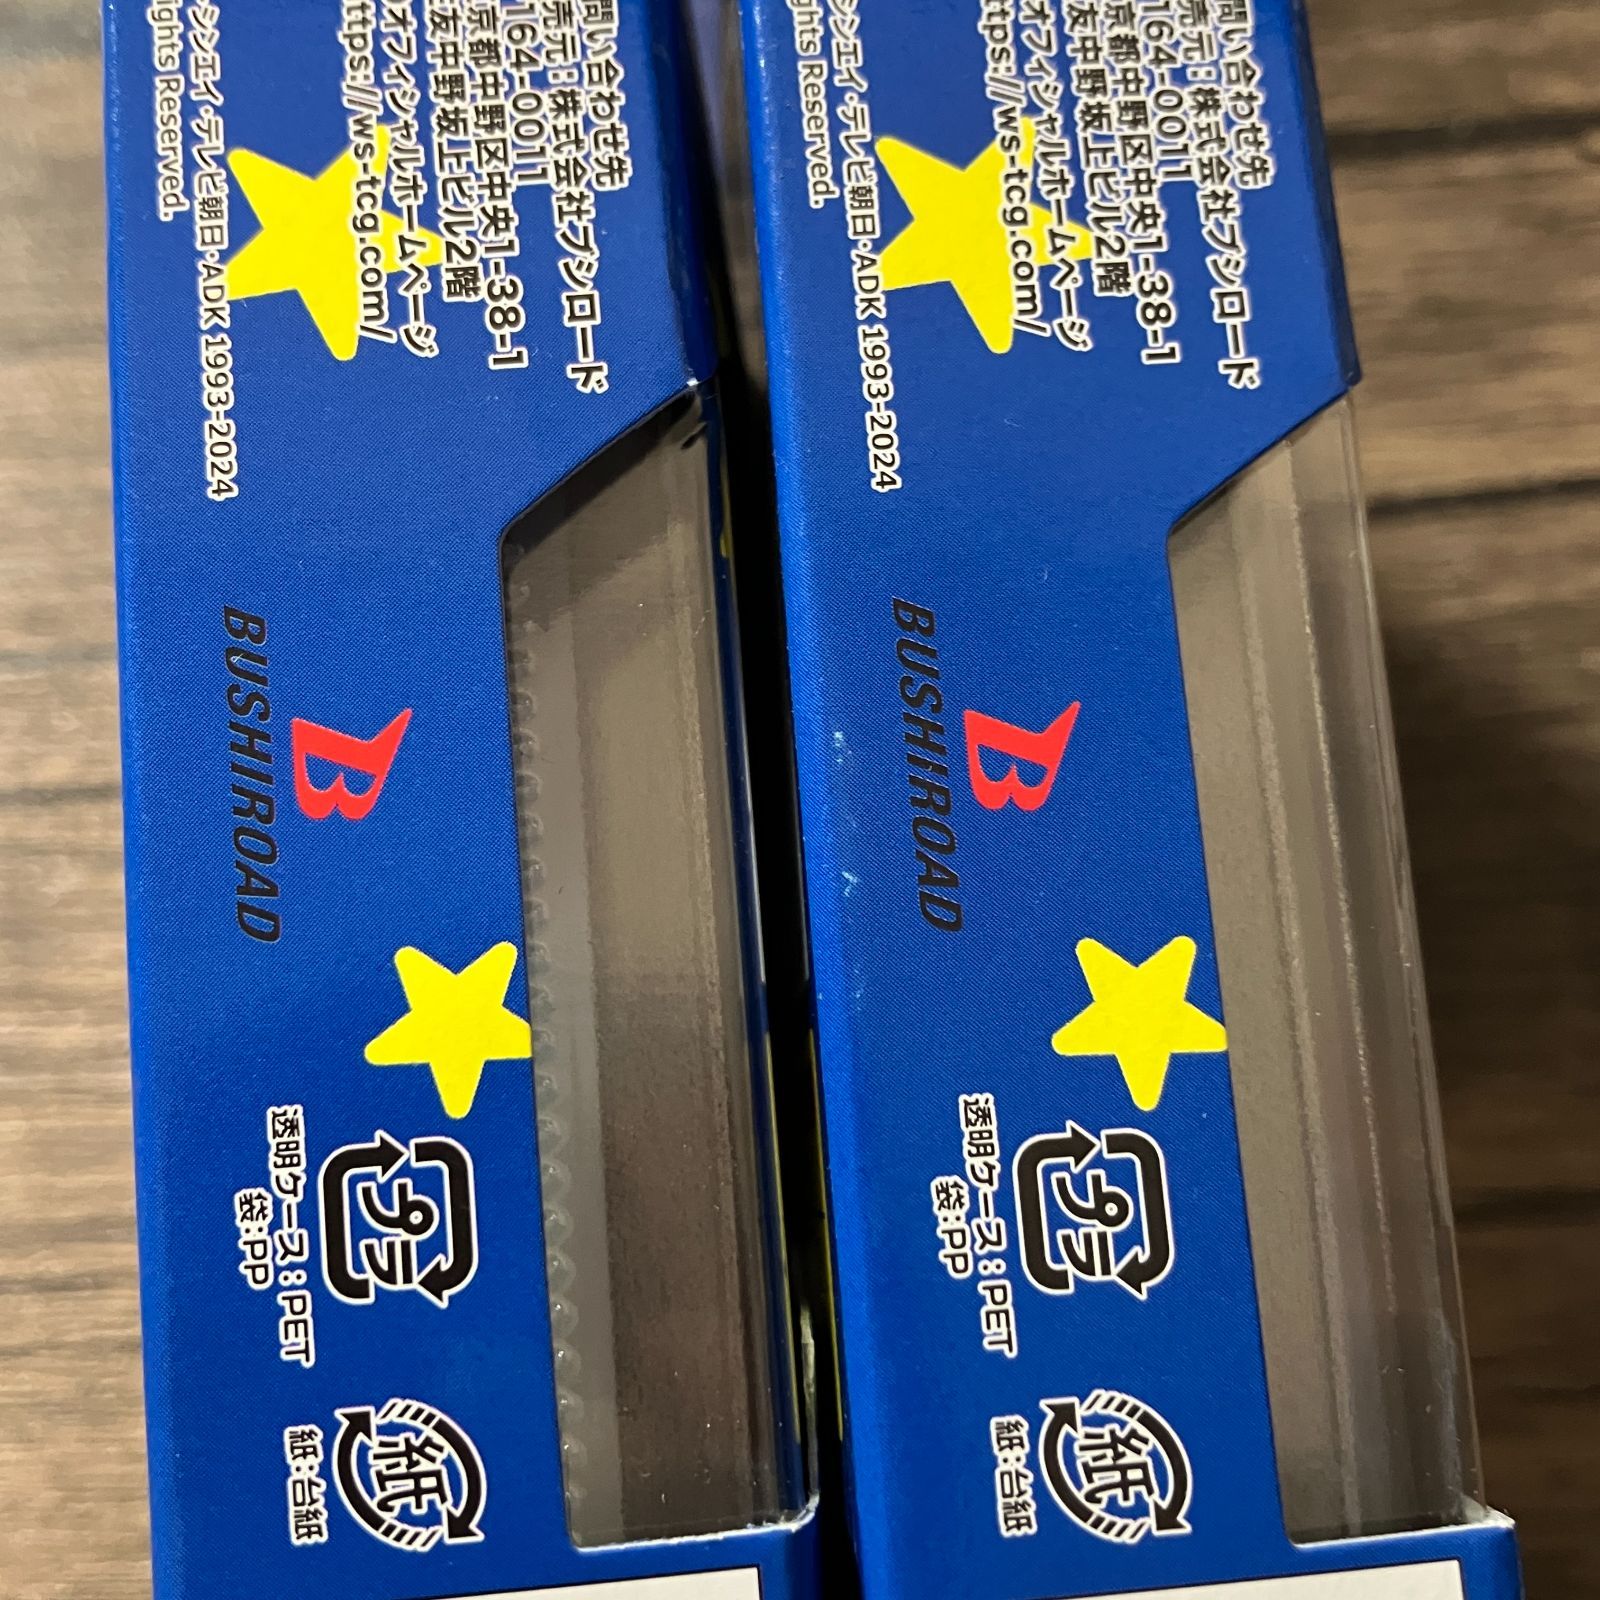 問い合わせ先
売元:株式会社ブシロード
164-0011
京都中野区中央1-38-1
友中野坂上ビル2階
オフィシャルホームページ
ttps://ws-tcg.com/
シンエイ・テレビ朝日・ADK 1993-2024
ights Reserved.
B
BUSHIROAD
プラ
透明ケース:PET
袋:PP
紙
紙:台紙
問い合わせ先
売元:株式会社ブシロード
164-0011
京都中野区中央1-38-1
友中野坂上ビル2階
オフィシャルホームページ
ttps://ws-tcg.com/
シンエイ・テレビ朝日・ADK 1993-2024
ights Reserved.
B
BUSHIROAD
プラ
透明ケース:PET
袋:PP
紙
紙:台紙